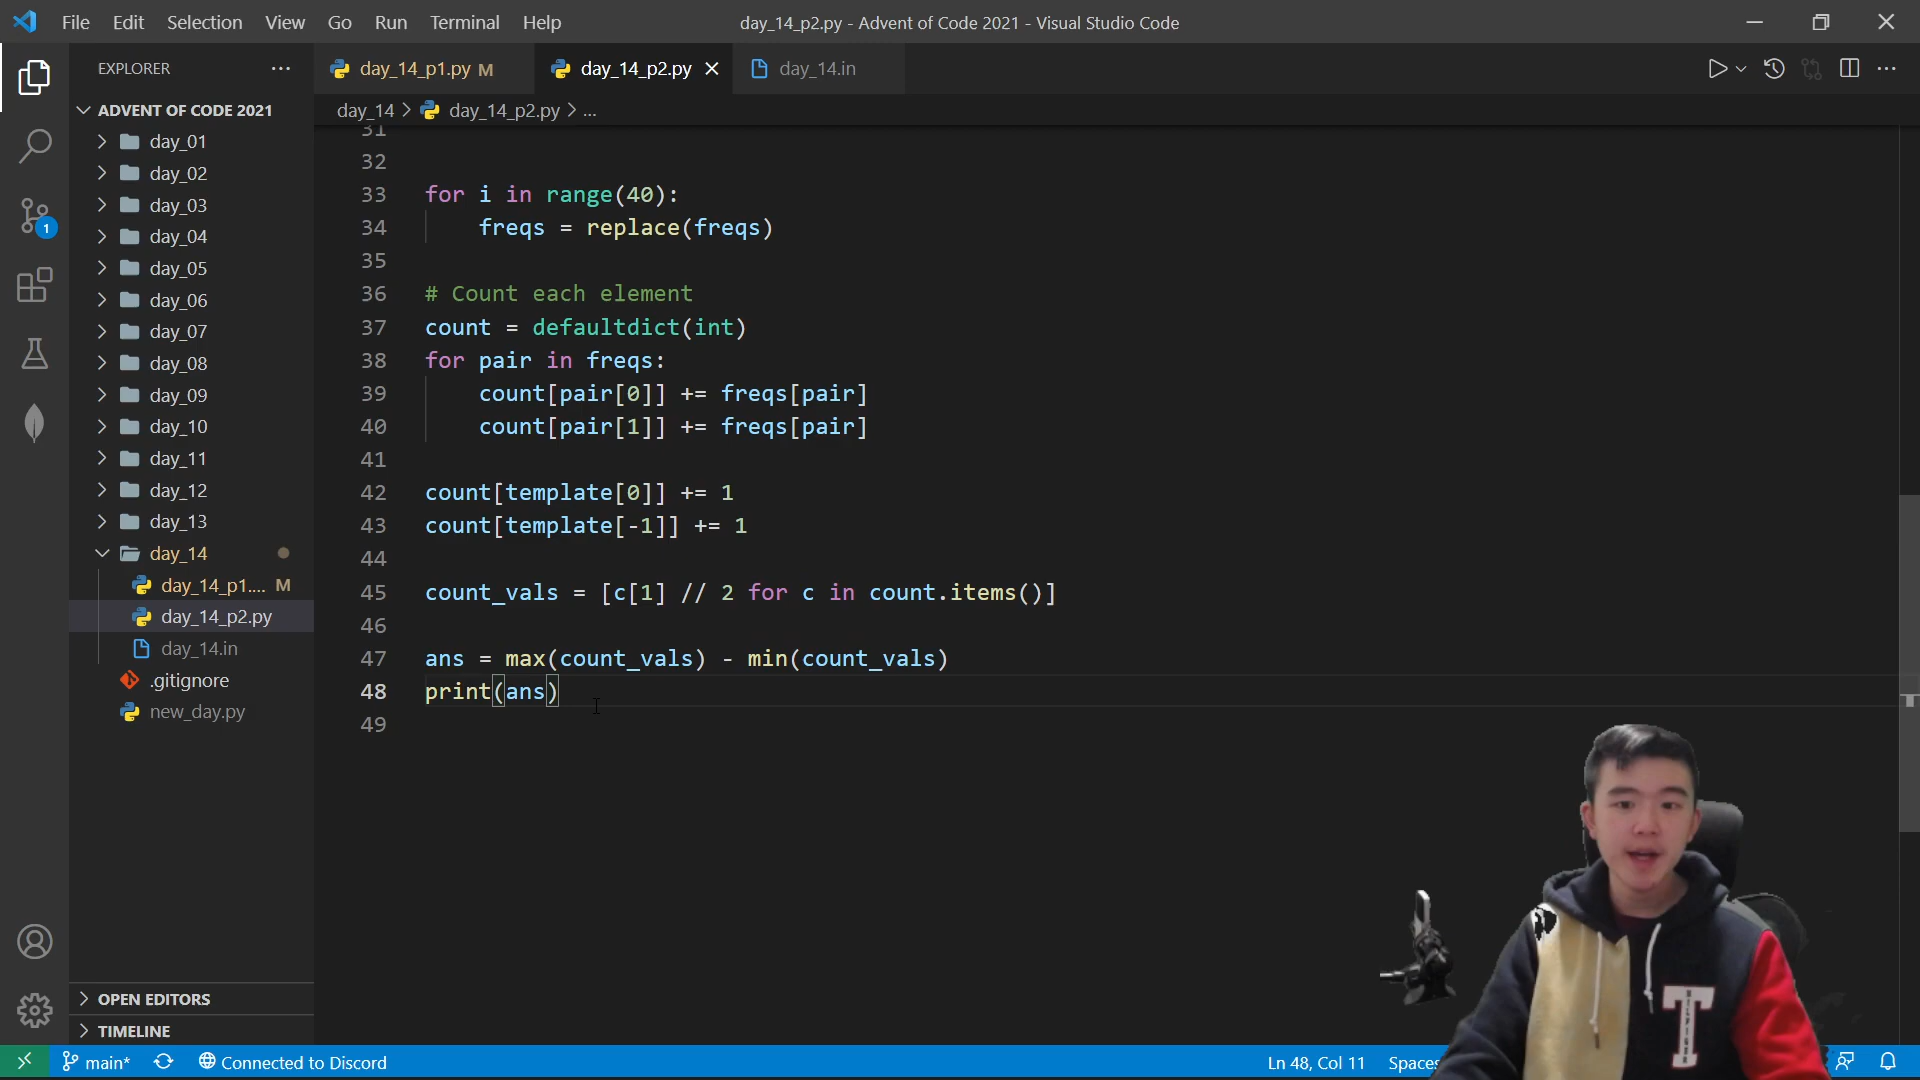 File Edit Selection View Go Run Terminal Help
day_14_p2.py - Advent of Code 2021 - Visual Studio Code
EXPLORER
day_14_p1.py M
day_14_p2.py
day_14.in
ADVENT OF CODE 2021
day_14 > day_14_p2.py > ...
day_01
day_02
day_03
day_04
day_05
day_06
day_07
day_08
day_09
day_10
day_11
day_12
day_13
day_14
day_14_p1.... M
day_14_p2.py
day_14.in
.gitignore
new_day.py
OPEN EDITORS
TIMELINE
1
31
32
33 for i in range(40):
34 freqs = replace(freqs)
35
36 # Count each element
37 count = defaultdict(int)
38 for pair in freqs:
39 count[pair[0]] += freqs[pair]
40 count[pair[1]] += freqs[pair]
41
42 count[template[0]] += 1
43 count[template[-1]] += 1
44
45 count_vals = [c[1] // 2 for c in count.items()]
46
47 ans = max(count_vals) - min(count_vals)
48 print(ans)
49
T
main* Connected to Discord
Ln 48, Col 11 Spaces